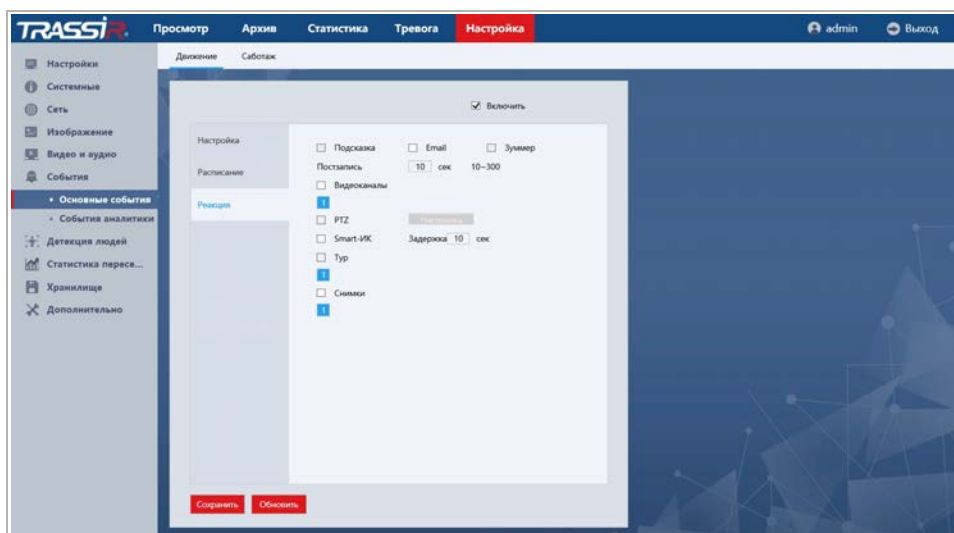 TRASSIR
Просмотр Архив Статистика Тревога Настройка admin Выход
Движение Саботаж
Настройки
Системные
Сеть
Изображение
Видео и аудио
События
• Основные события
• События аналитики
Детекция людей
Статистика пересе...
Хранилище
Дополнительно
Включить
Настройка
Расписание
Реакция
Подсказка Email Зуммер
Постзапись 10 сек 10~300
Видеоканалы
1
PTZ Настройка
Smart-ИК Задержка 10 сек
Тур
1
Снимки
1
Сохранить Обновить